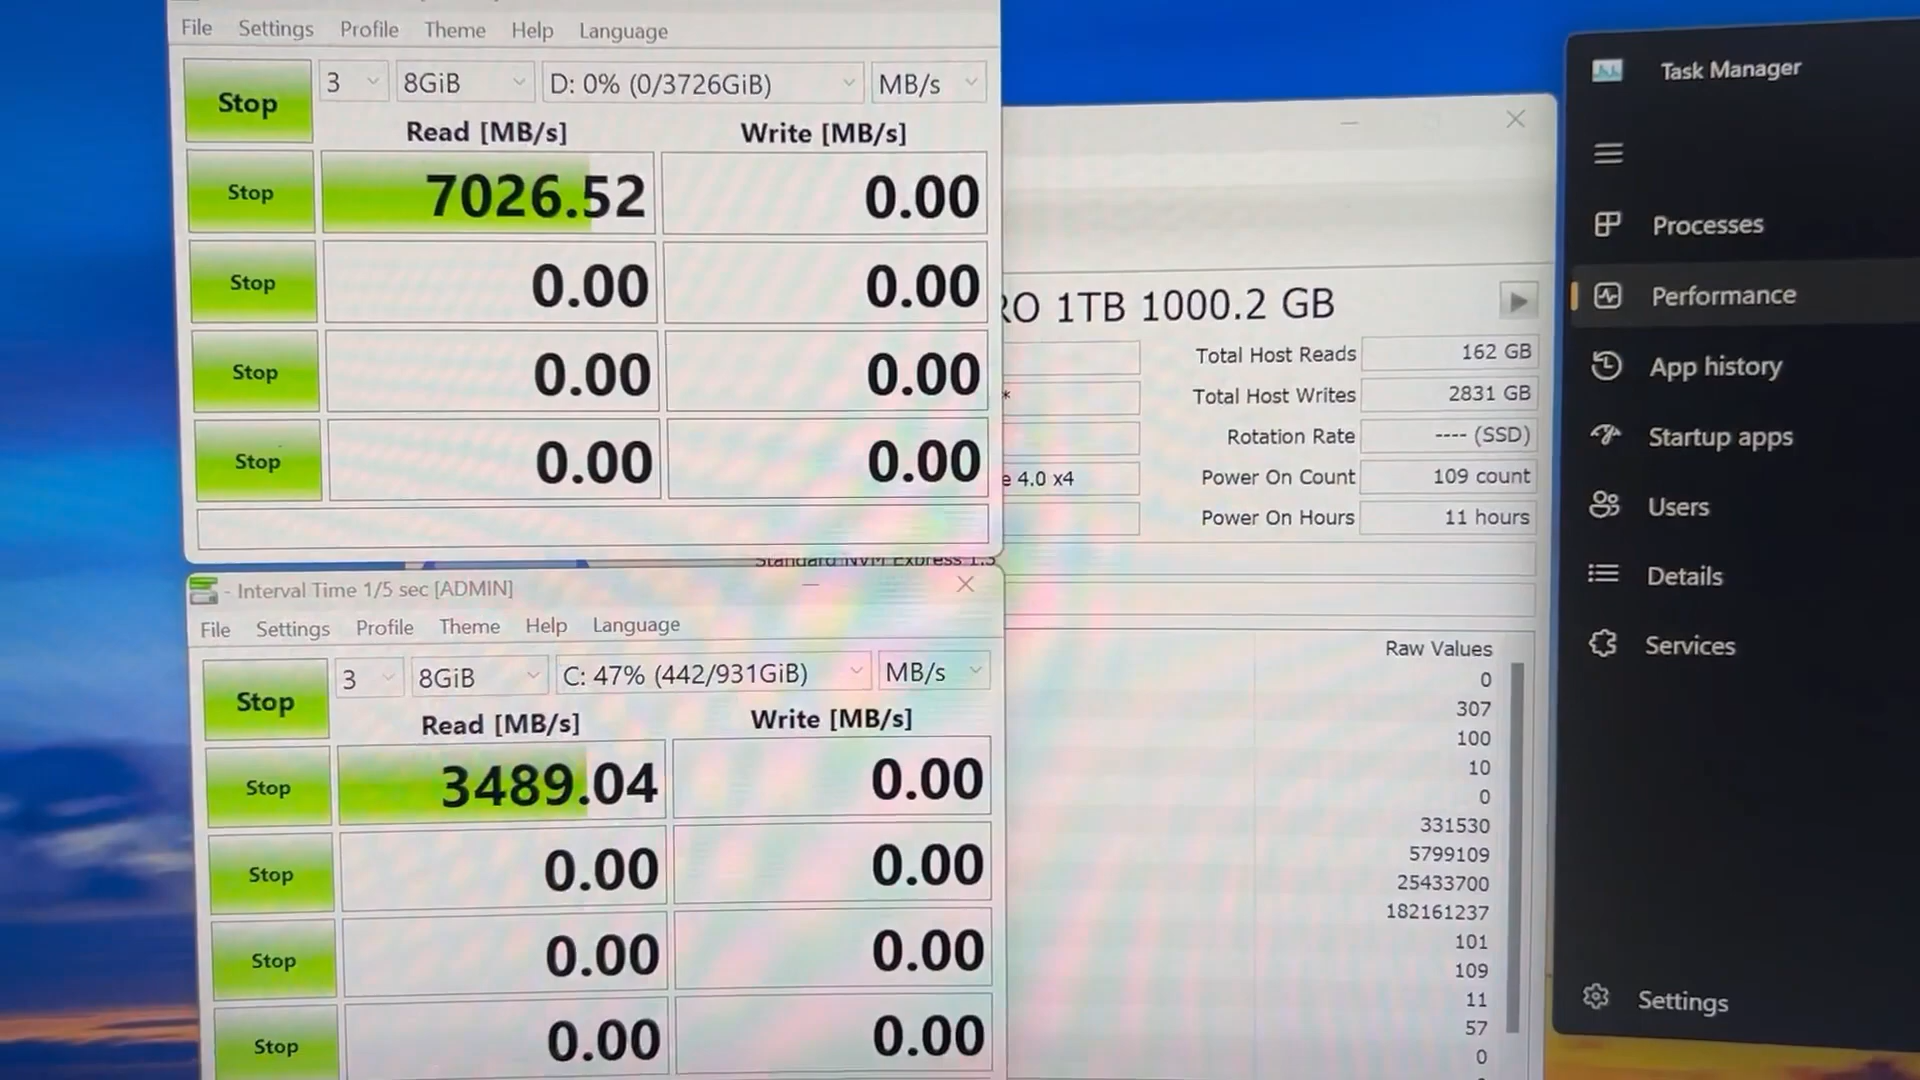 File Settings Profile Theme Help Language
Stop 3 8GiB D: 0% (0/3726GiB) MB/s
Read [MB/s] Write [MB/s]
Stop 7026.52 0.00
Stop 0.00 0.00
Stop 0.00 0.00
Stop 0.00 0.00
Standard NVM Express 1.3
- Interval Time 1/5 sec [ADMIN]
File Settings Profile Theme Help Language
Stop 3 8GiB C: 47% (442/931GiB) MB/s
Read [MB/s] Write [MB/s]
Stop 3489.04 0.00
Stop 0.00 0.00
Stop 0.00 0.00
Stop 0.00 0.00
RO 1TB 1000.2 GB
Total Host Reads 162 GB
* Total Host Writes 2831 GB
Rotation Rate ---- (SSD)
e 4.0 x4 Power On Count 109 count
Power On Hours 11 hours
Raw Values
0
307
100
10
0
331530
5799109
25433700
182161237
101
109
11
57
0
Task Manager
Processes
Performance
App history
Startup apps
Users
Details
Services
Settings